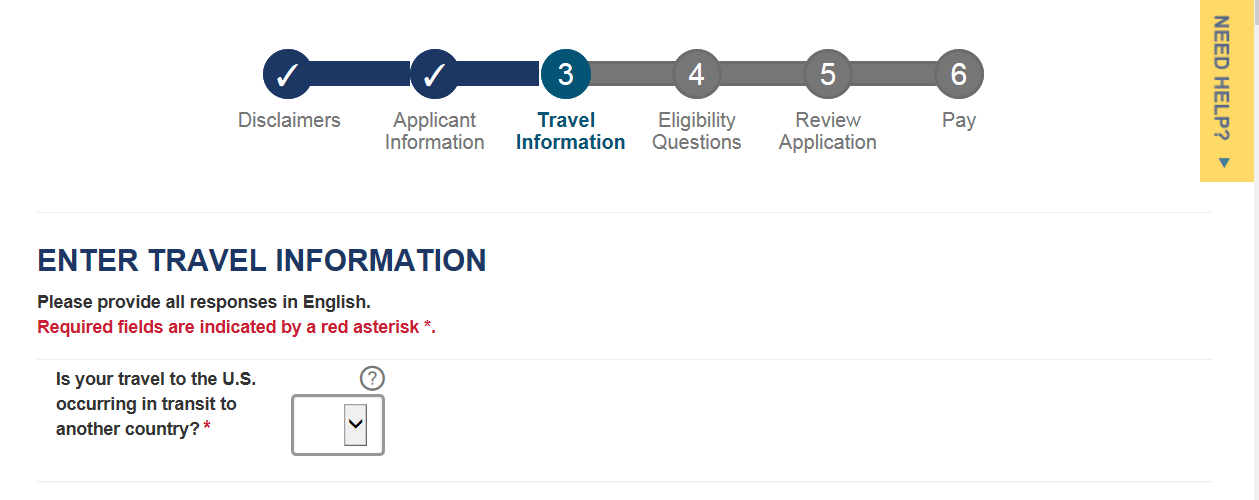 ✓ ✓ 3 4 5 6
Disclaimers Applicant Travel Eligibility Review Pay
Information Information Questions Application
NEED HELP? ▼
ENTER TRAVEL INFORMATION
Please provide all responses in English.
Required fields are indicated by a red asterisk *.
Is your travel to the U.S. ?
occurring in transit to
another country? *